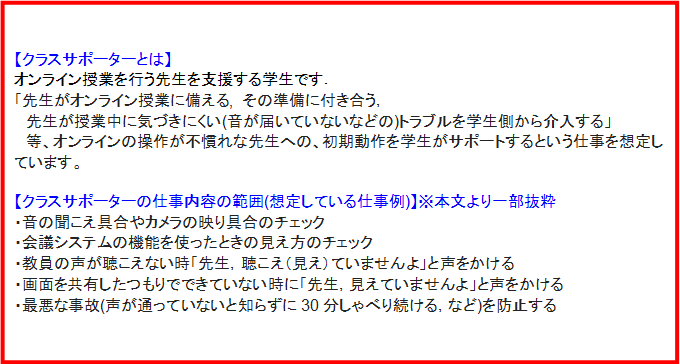 【クラスサポーターとは】
オンライン授業を行う先生を支援する学生です.
「先生がオンライン授業に備える, その準備に付き合う,
先生が授業中に気づきにくい(音が届いていないなどの)トラブルを学生側から介入する」
等、オンラインの操作が不慣れな先生への、初期動作を学生がサポートするという仕事を想定し
ています。
【クラスサポーターの仕事内容の範囲(想定している仕事例)】※本文より一部抜粋
・音の聞こえ具合やカメラの映り具合のチェック
・会議システムの機能を使ったときの見え方のチェック
・教員の声が聴こえない時「先生, 聴こえ（見え）ていませんよ」と声をかける
・画面を共有したつもりでできていない時に「先生, 見えていませんよ」と声をかける
・最悪な事故(声が通っていないと知らずに 30 分しゃべり続ける, など)を防止する